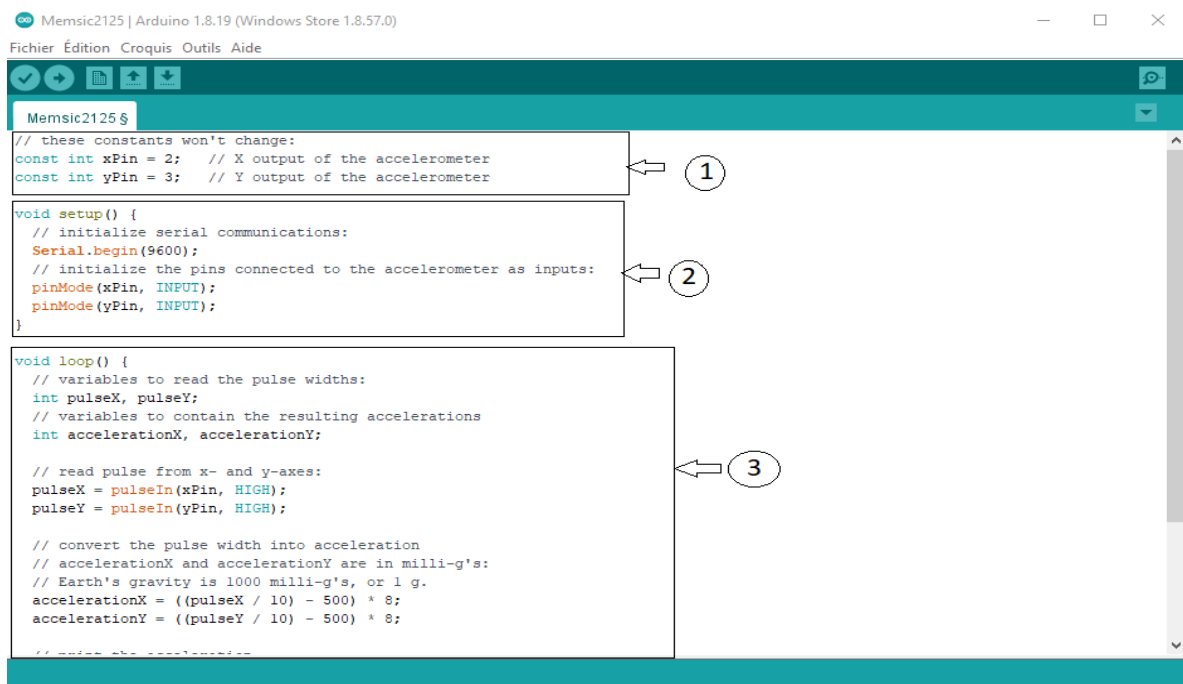 Memsic2125 | Arduino 1.8.19 (Windows Store 1.8.57.0)
Fichier Édition Croquis Outils Aide
Memsic2125 §
// these constants won't change:
const int xPin = 2;   // X output of the accelerometer
const int yPin = 3;   // Y output of the accelerometer
1
void setup() {
  // initialize serial communications:
  Serial.begin(9600);
  // initialize the pins connected to the accelerometer as inputs:
  pinMode(xPin, INPUT);
  pinMode(yPin, INPUT);
}
2
void loop() {
  // variables to read the pulse widths:
  int pulseX, pulseY;
  // variables to contain the resulting accelerations
  int accelerationX, accelerationY;
  // read pulse from x- and y-axes:
  pulseX = pulseIn(xPin, HIGH);
  pulseY = pulseIn(yPin, HIGH);
  // convert the pulse width into acceleration
  // accelerationX and accelerationY are in milli-g's:
  // Earth's gravity is 1000 milli-g's, or 1 g.
  accelerationX = ((pulseX / 10) - 500) * 8;
  accelerationY = ((pulseY / 10) - 500) * 8;
  // print the acceleration
3